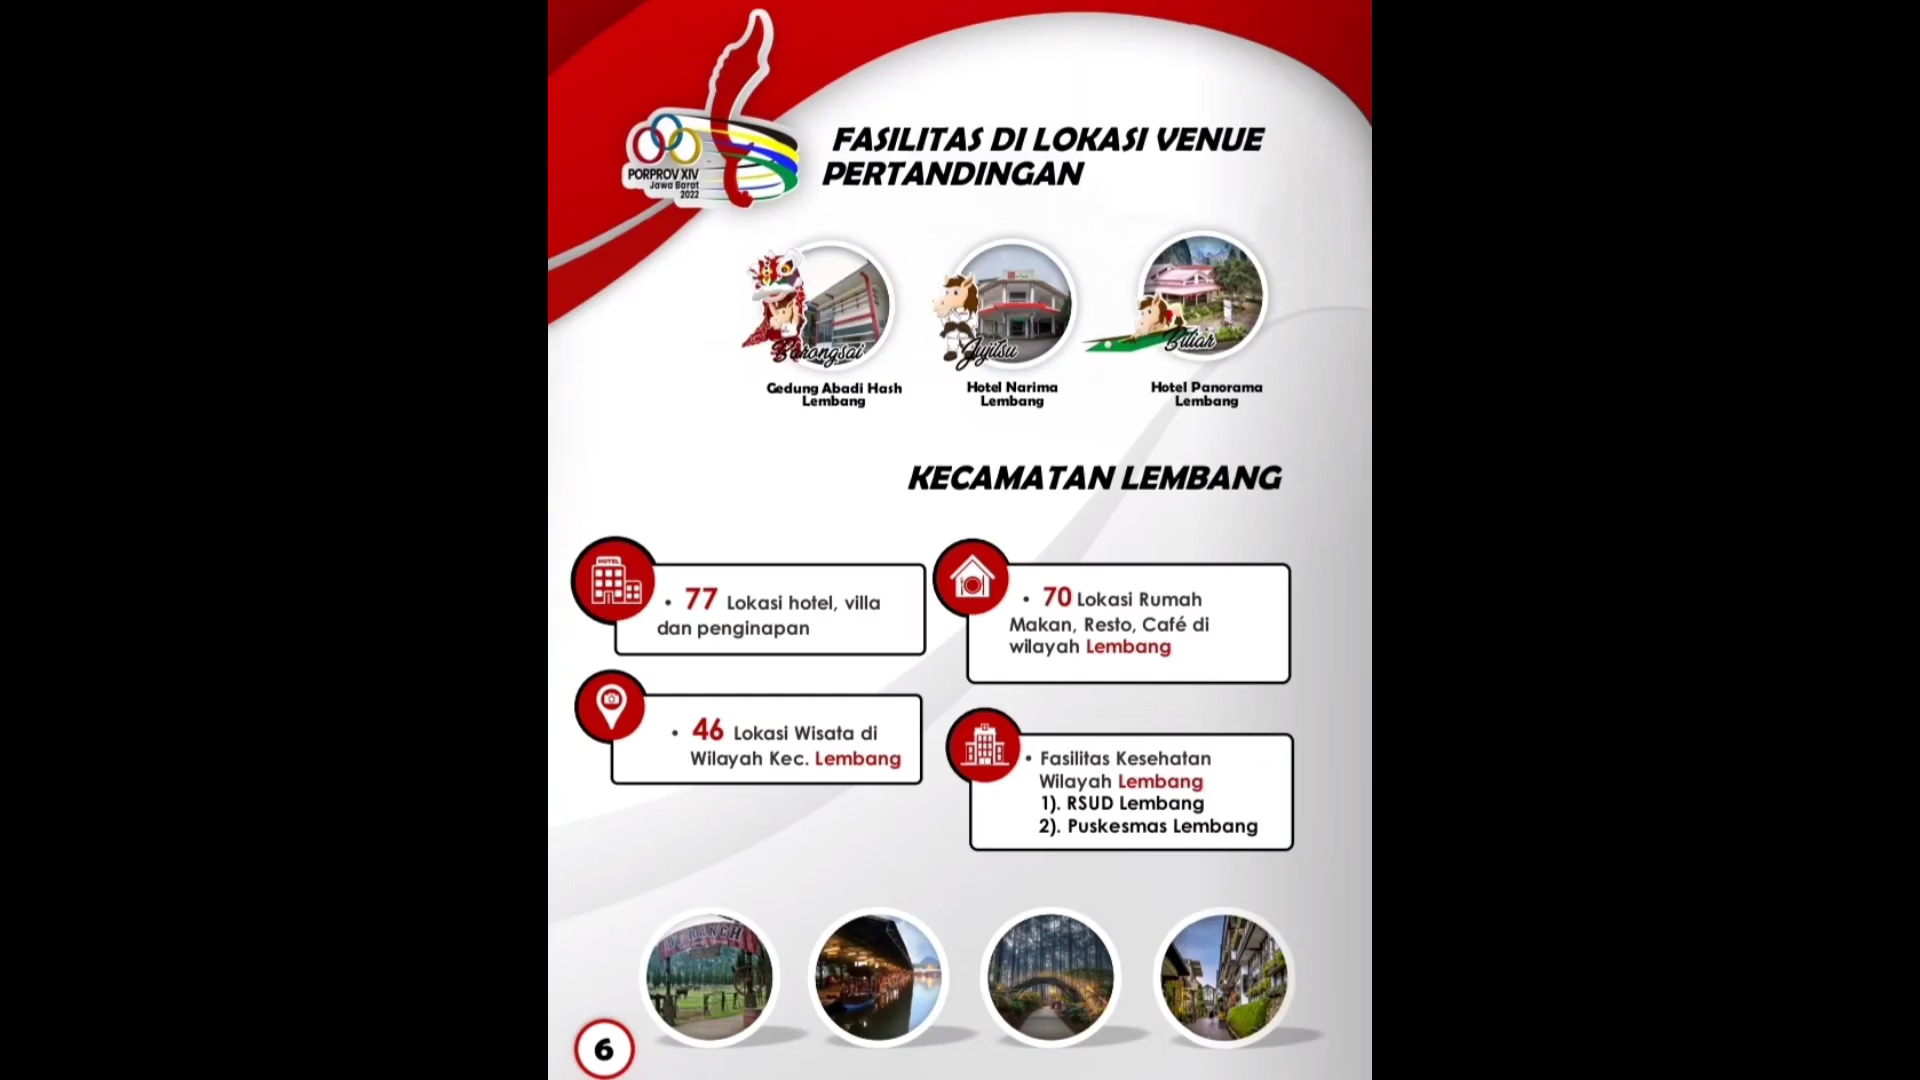 PORPROV XIV
Jawa Barat
2022
FASILITAS DI LOKASI VENUE
PERTANDINGAN
Barongsai
Jujitsu
Biliar
Gedung Abadi Hash
Lembang
Hotel Narima
Lembang
Hotel Panorama
Lembang
KECAMATAN LEMBANG
HOTEL
• 77 Lokasi hotel, villa
dan penginapan
• 70 Lokasi Rumah
Makan, Resto, Café di
wilayah Lembang
• 46 Lokasi Wisata di
Wilayah Kec. Lembang
• Fasilitas Kesehatan
Wilayah Lembang
1). RSUD Lembang
2). Puskesmas Lembang
RANCH
6